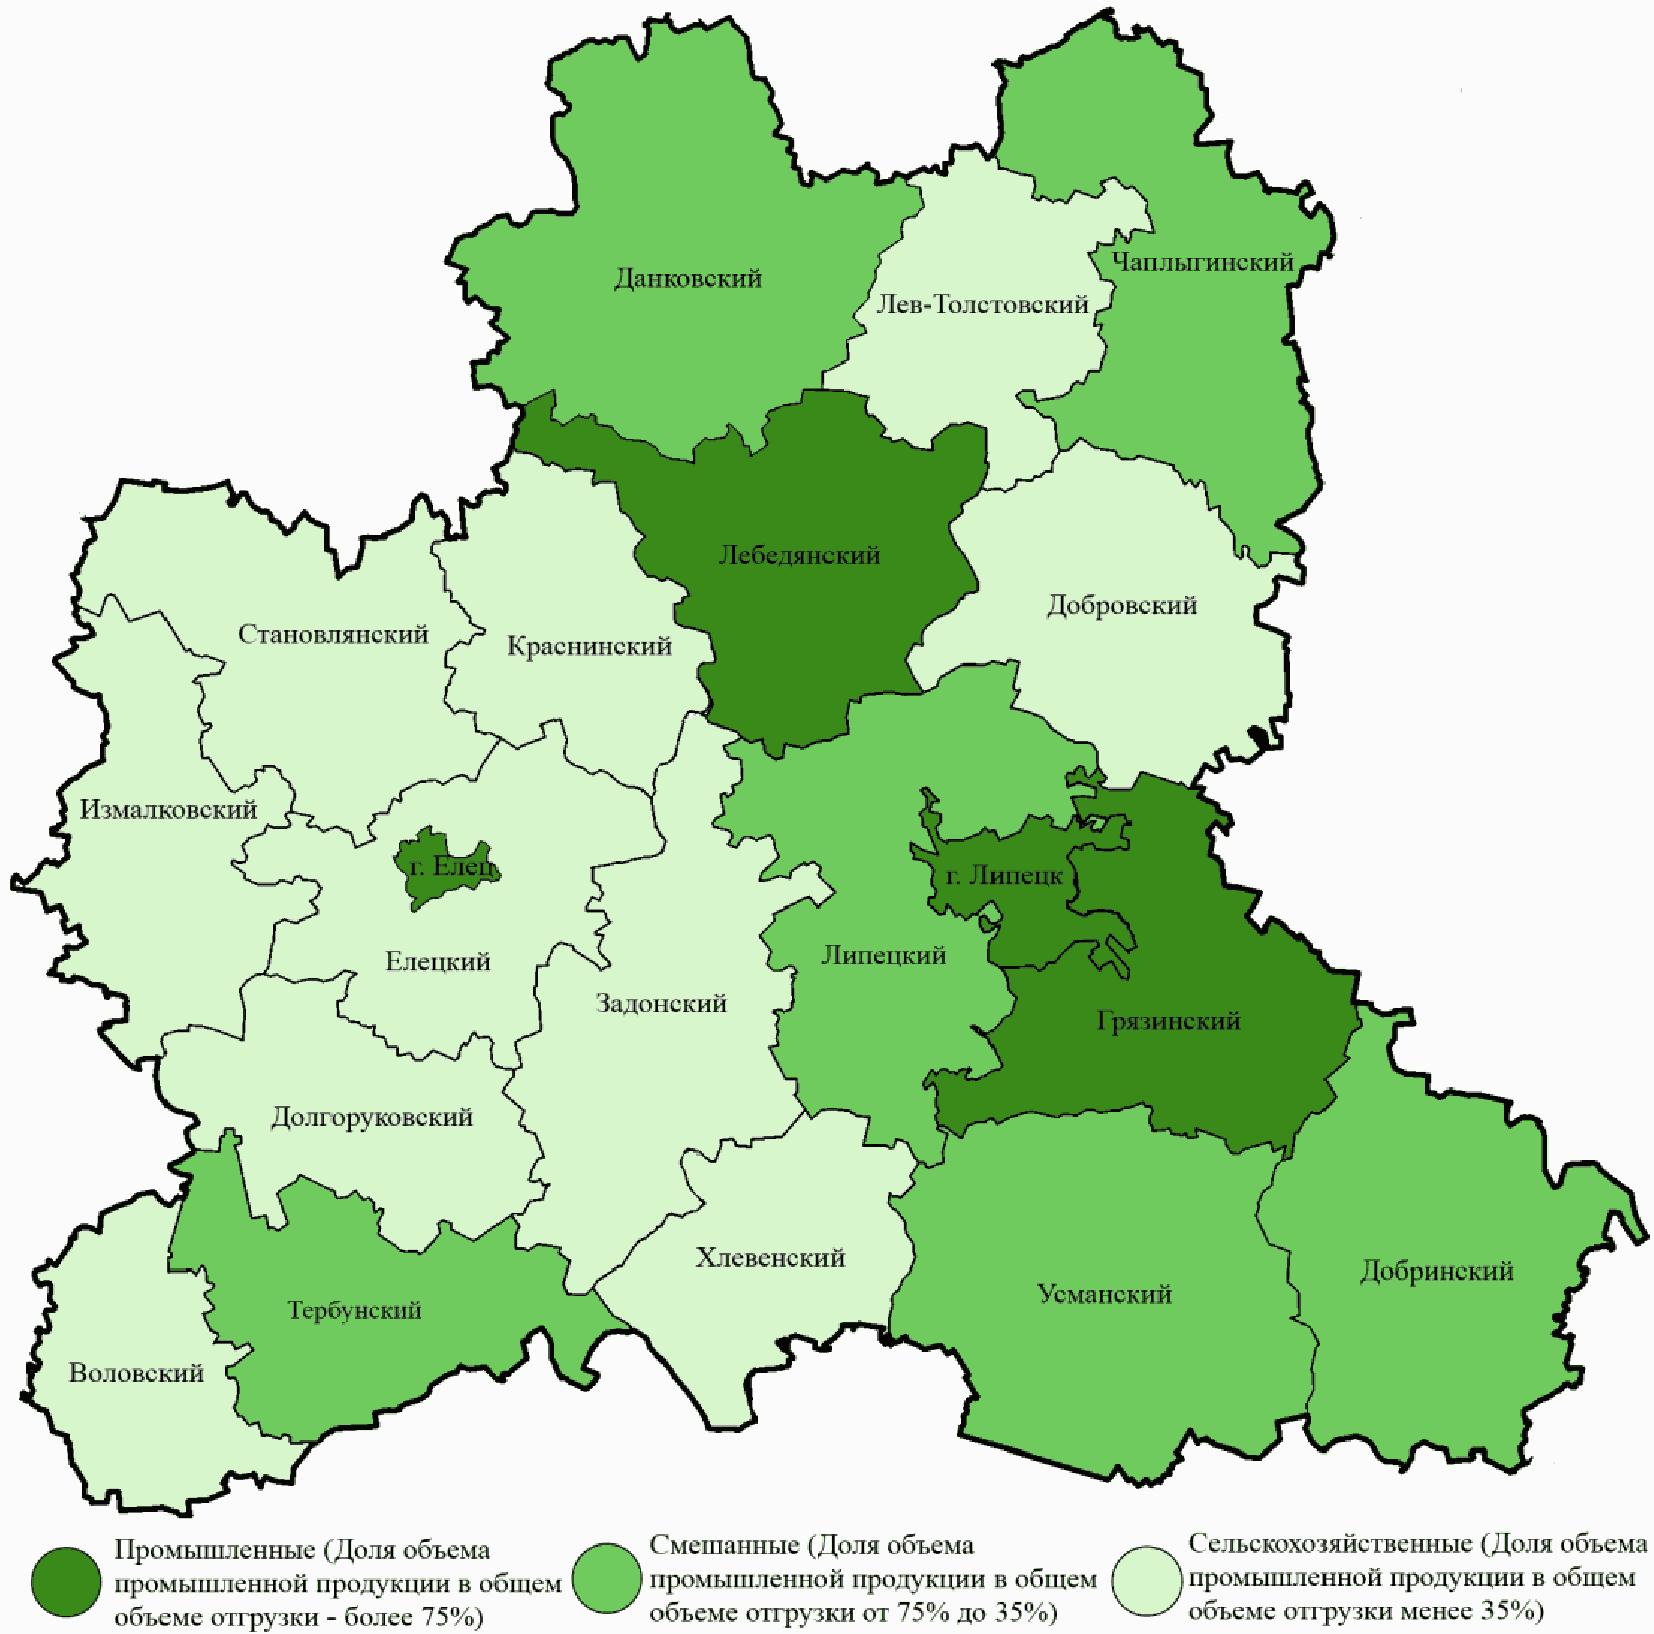 Данковский
Чаплыгинский
Лев-Толстовский
Лебедянский
Добровский
Становлянский
Краснинский
Измалковский
г. Елец
г. Липецк
Елецкий
Липецкий
Задонский
Грязинский
Долгоруковский
Хлевенский
Добринский
Усманский
Тербунский
Воловский
Промышленные (Доля объема
промышленной продукции в общем
объеме отгрузки - более 75%)
Смешанные (Доля объема
промышленной продукции в общем
объеме отгрузки от 75% до 35%)
Сельскохозяйственные (Доля объема
промышленной продукции в общем
объеме отгрузки менее 35%)